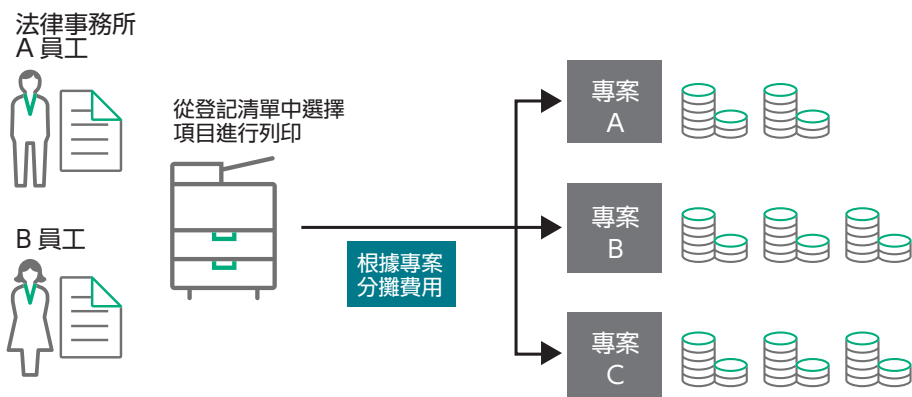 法律事務所
A 員工
從登記清單中選擇
項目進行列印
B 員工
根據專案
分攤費用
專案
A
專案
B
專案
C